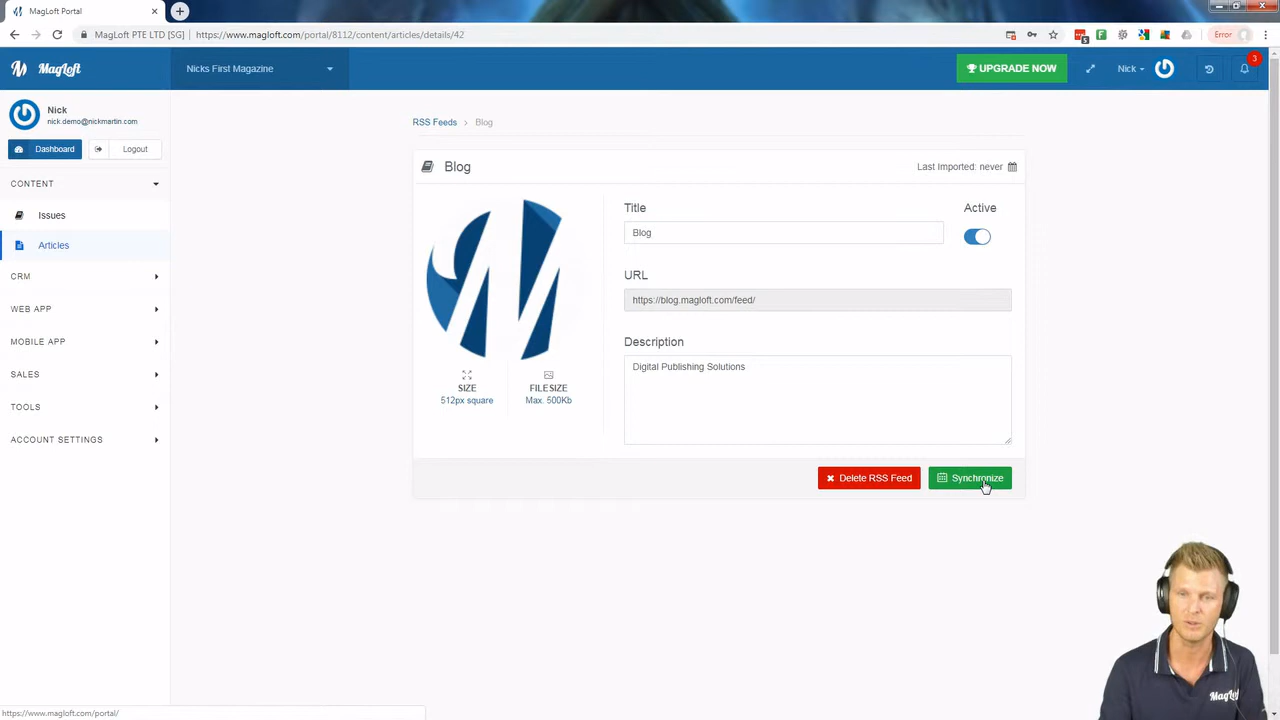 MagLoft Portal
MagLoft PTE LTD [SG]
https://www.magloft.com/portal/8112/content/articles/details/42
5
Error
MagLoft
Nicks First Magazine
UPGRADE NOW
Nick
3
Nick
nick.demo@nickmartin.com
Dashboard
Logout
CONTENT
Issues
Articles
CRM
WEB APP
MOBILE APP
SALES
TOOLS
ACCOUNT SETTINGS
RSS Feeds > Blog
Blog
Last Imported: never
SIZE
512px square
FILESIZE
Max. 500Kb
Title
Blog
Active
URL
https://blog.magloft.com/feed/
Description
Digital Publishing Solutions
Delete RSS Feed
Synchronize
https://www.magloft.com/portal/
MagLoft